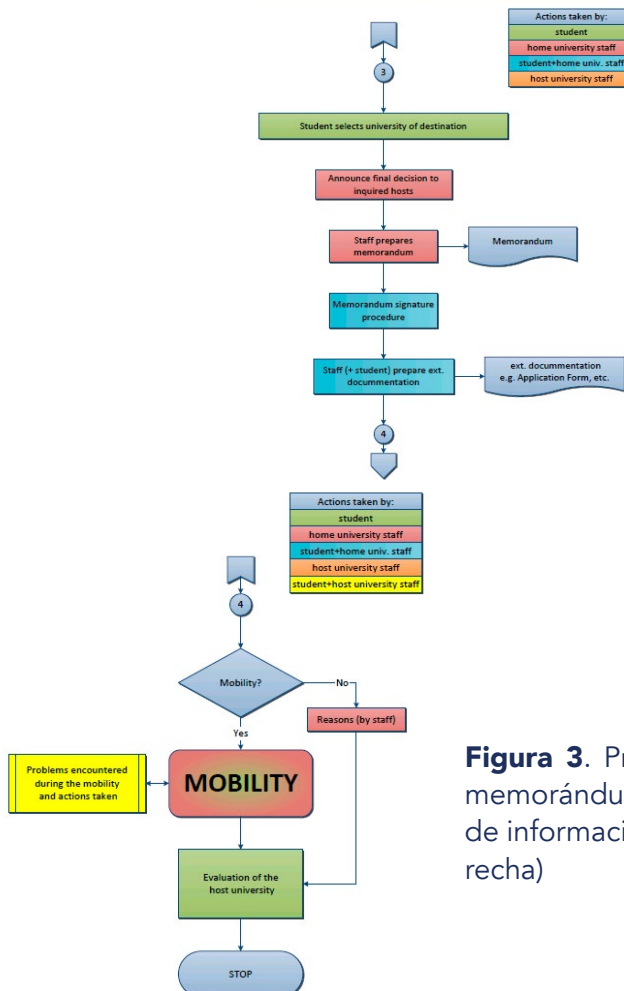 Actions taken by:
student
home university staff
student+home univ. staff
host university staff
3
Student selects university of destination
Announce final decision to
inquired hosts
Staff prepares
memorandum
Memorandum
Memorandum signature
procedure
Staff (+ student) prepare ext.
docummentation
ext. docummentation
e.g. Application Form, etc.
4
Actions taken by:
student
home university staff
student+home univ. staff
host university staff
student+host university staff
4
Mobility?
No
Reasons (by staff)
Yes
Problems encountered
during the mobility
and actions taken
MOBILITY
Figura 3. Pr
memorándu
de informaci
recha)
Evaluation of the
host university
STOP